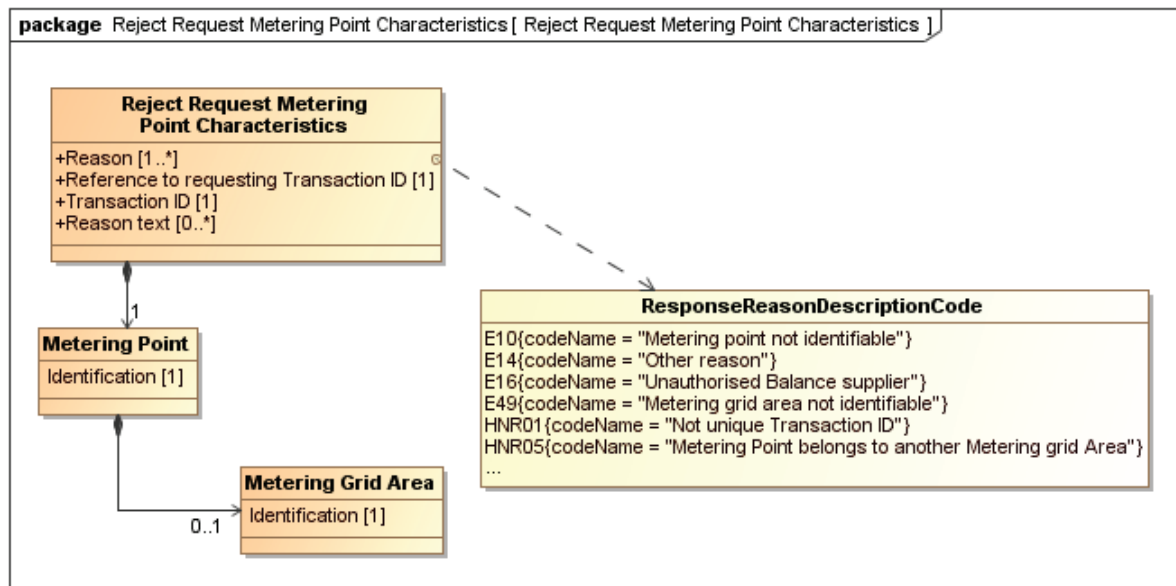 package Reject Request Metering Point Characteristics [ Reject Request Metering Point Characteristics ]
Reject Request Metering
Point Characteristics
+Reason [1..*]
+Reference to requesting Transaction ID [1]
+Transaction ID [1]
+Reason text [0..*]
1
Metering Point
Identification [1]
0..1
Metering Grid Area
Identification [1]
ResponseReasonDescriptionCode
E10{codeName = "Metering point not identifiable"}
E14{codeName = "Other reason"}
E16{codeName = "Unauthorised Balance supplier"}
E49{codeName = "Metering grid area not identifiable"}
HNR01{codeName = "Not unique Transaction ID"}
HNR05{codeName = "Metering Point belongs to another Metering grid Area"}
...